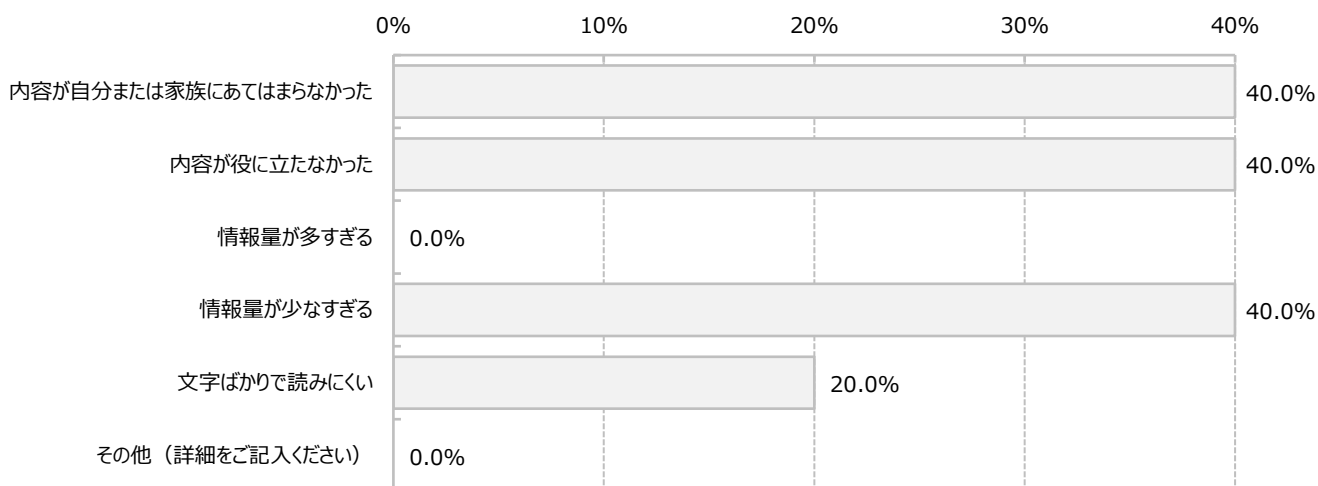 0% 10% 20% 30% 40%
内容が自分または家族にあてはまらなかった 40.0%
内容が役に立たなかった 40.0%
情報量が多すぎる 0.0%
情報量が少なすぎる 40.0%
文字ばかりで読みにくい 20.0%
その他（詳細をご記入ください） 0.0%